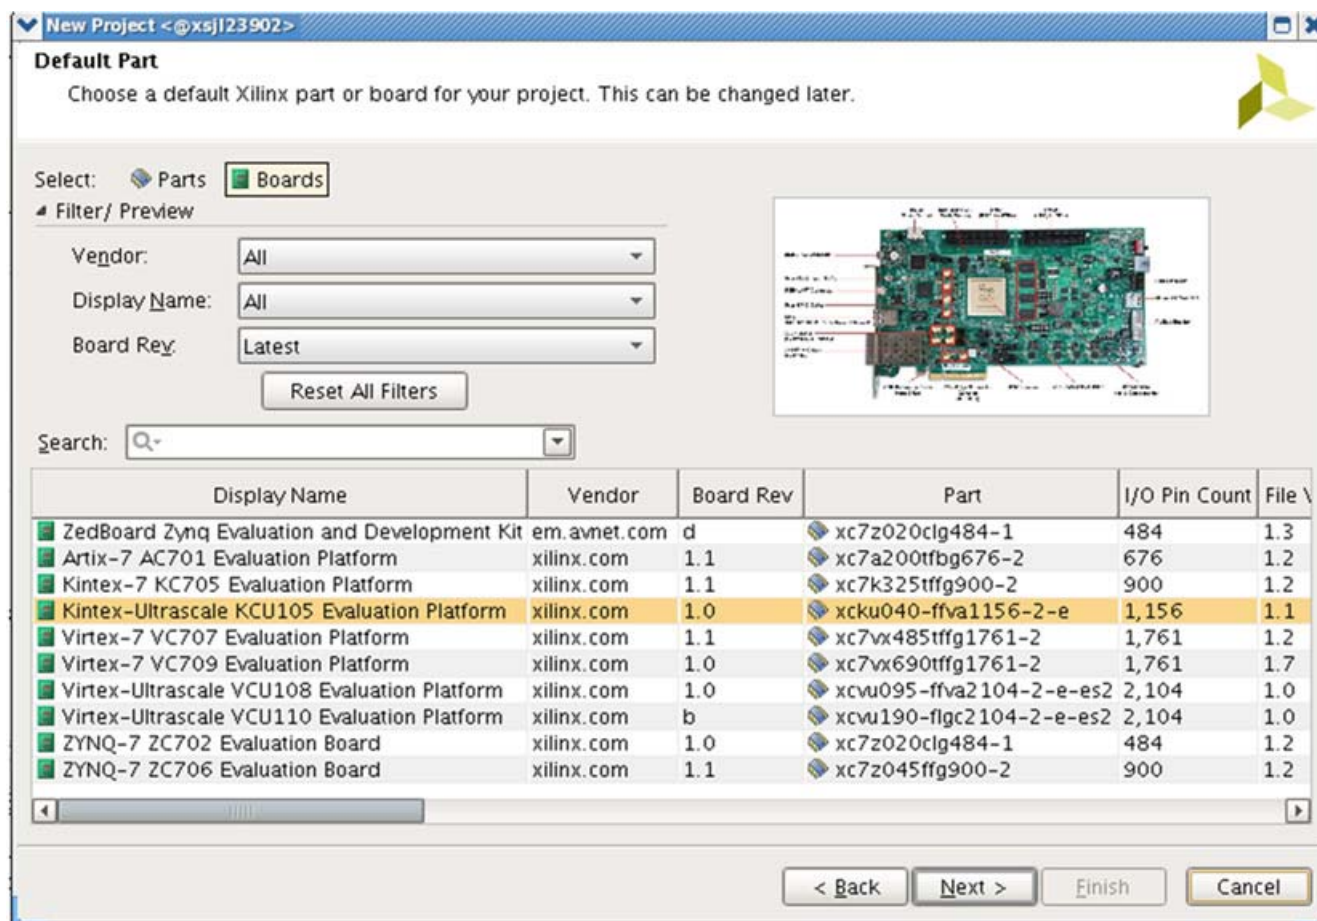 New Project <@xsjl23902>
Default Part
Choose a default Xilinx part or board for your project. This can be changed later.
Select: Parts Boards
Filter/ Preview
Vendor: All
Display Name: All
Board Rev: Latest
Reset All Filters
Search:
Display Name Vendor Board Rev Part I/O Pin Count File
ZedBoard Zynq Evaluation and Development Kit em.avnet.com d xc7z020clg484-1 484 1.3
Artix-7 AC701 Evaluation Platform xilinx.com 1.1 xc7a200tfbg676-2 676 1.2
Kintex-7 KC705 Evaluation Platform xilinx.com 1.1 xc7k325tffg900-2 900 1.2
Kintex-Ultrascale KCU105 Evaluation Platform xilinx.com 1.0 xcku040-ffva1156-2-e 1,156 1.1
Virtex-7 VC707 Evaluation Platform xilinx.com 1.1 xc7vx485tffg1761-2 1,761 1.2
Virtex-7 VC709 Evaluation Platform xilinx.com 1.0 xc7vx690tffg1761-2 1,761 1.7
Virtex-Ultrascale VCU108 Evaluation Platform xilinx.com 1.0 xcvu095-ffva2104-2-e-es2 2,104 1.0
Virtex-Ultrascale VCU110 Evaluation Platform xilinx.com b xcvu190-flgc2104-2-e-es2 2,104 1.0
ZYNQ-7 ZC702 Evaluation Board xilinx.com 1.0 xc7z020clg484-1 484 1.2
ZYNQ-7 ZC706 Evaluation Board xilinx.com 1.1 xc7z045ffg900-2 900 1.2
< Back Next > Finish Cancel